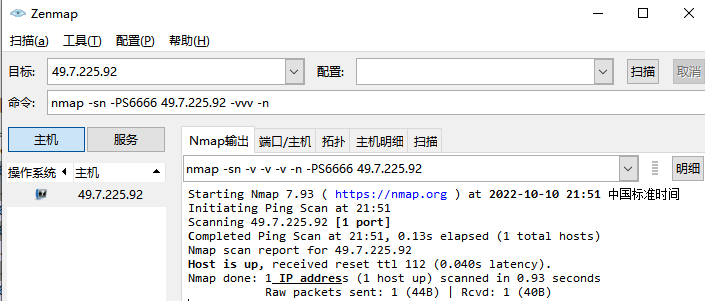 Zenmap
扫描(a) 工具(T) 配置(P) 帮助(H)
目标: 49.7.225.92 配置: 扫描 取消
命令: nmap -sn -PS6666 49.7.225.92 -vvv -n
主机 服务 Nmap输出 端口/主机 拓扑 主机明细 扫描
操作系统 主机 nmap -sn -v -v -v -n -PS6666 49.7.225.92 明细
49.7.225.92
Starting Nmap 7.93 ( https://nmap.org ) at 2022-10-10 21:51 中国标准时间
Initiating Ping Scan at 21:51
Scanning 49.7.225.92 [1 port]
Completed Ping Scan at 21:51, 0.13s elapsed (1 total hosts)
Nmap scan report for 49.7.225.92
Host is up, received reset ttl 112 (0.040s latency).
Nmap done: 1 IP address (1 host up) scanned in 0.93 seconds
Raw packets sent: 1 (44B) | Rcvd: 1 (40B)